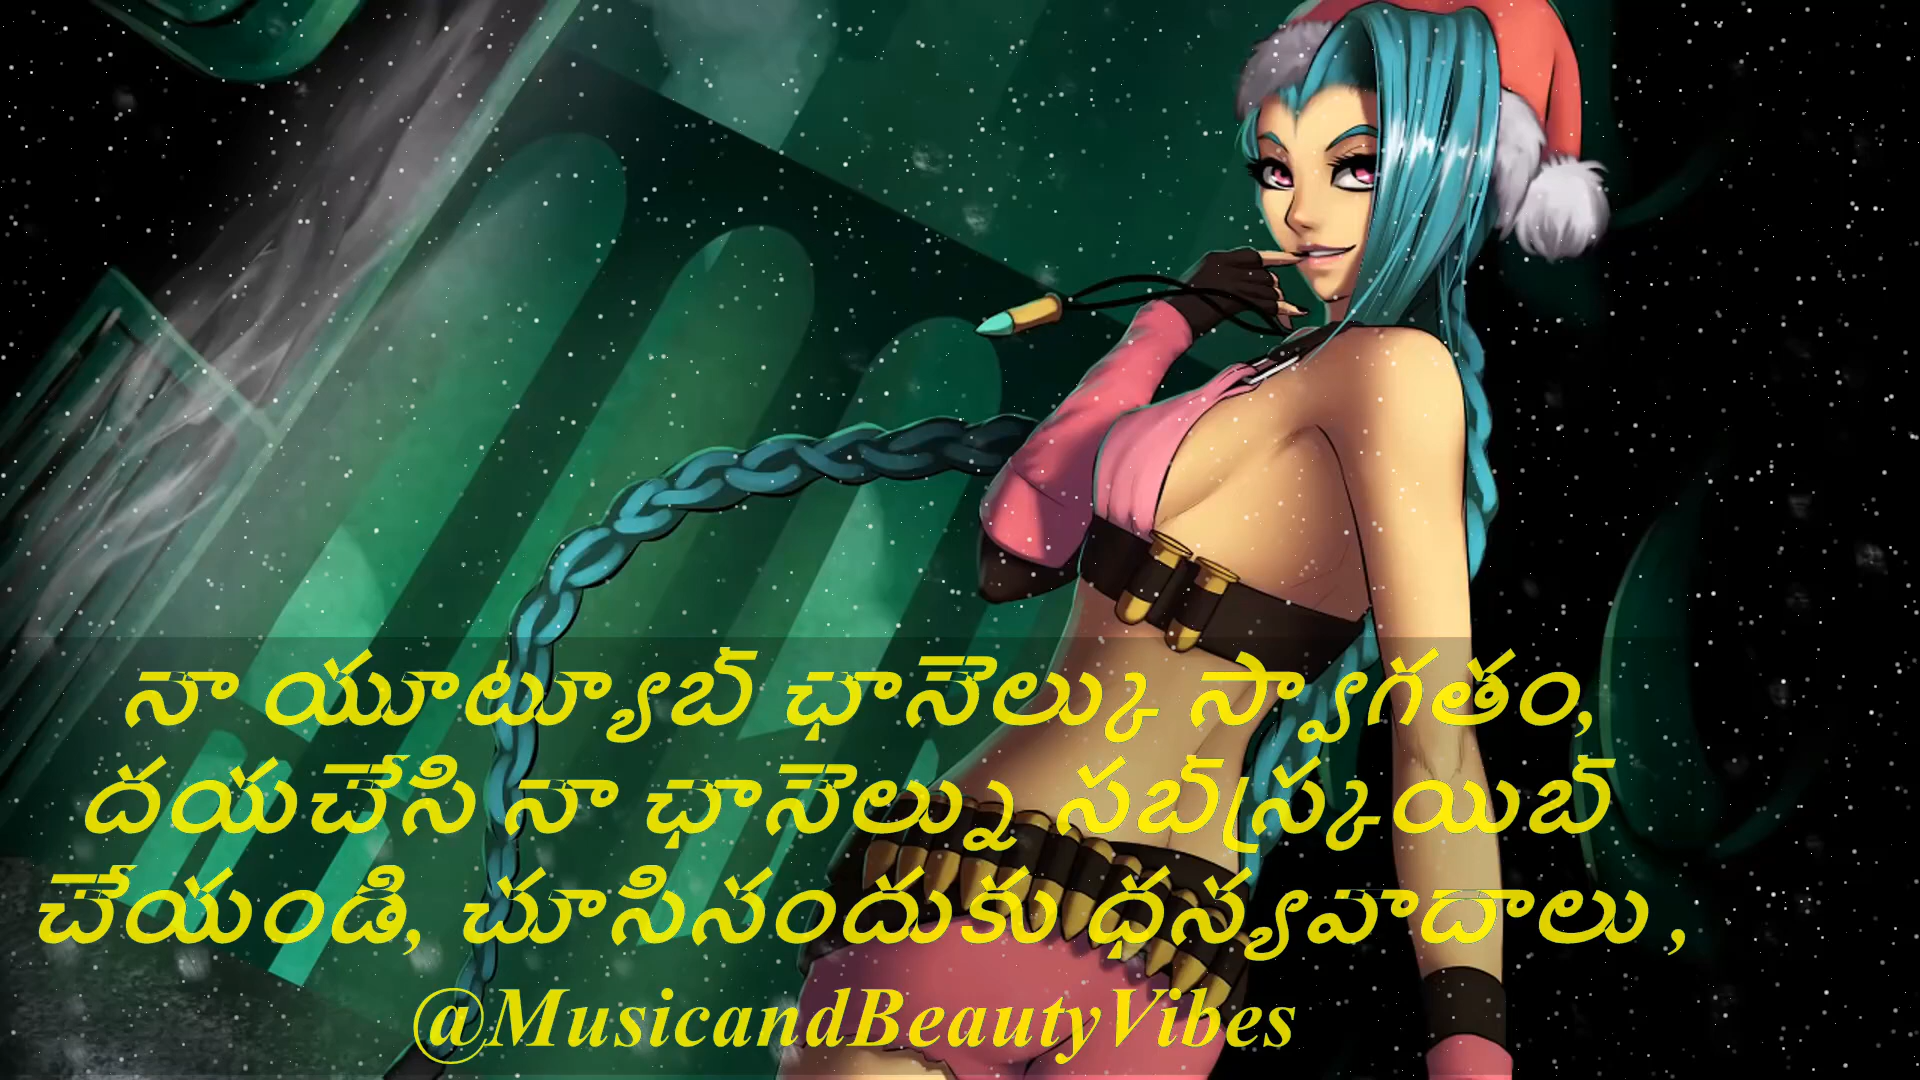 నా యూట్యూబ్ ఛానెల్కు స్వాగతం,
దయచేసి నా ఛానెల్ను సబ్స్క్రయిబ్
చేయండి, చూసినందుకు ధన్యవాదాలు ,
@MusicandBeautyVibes